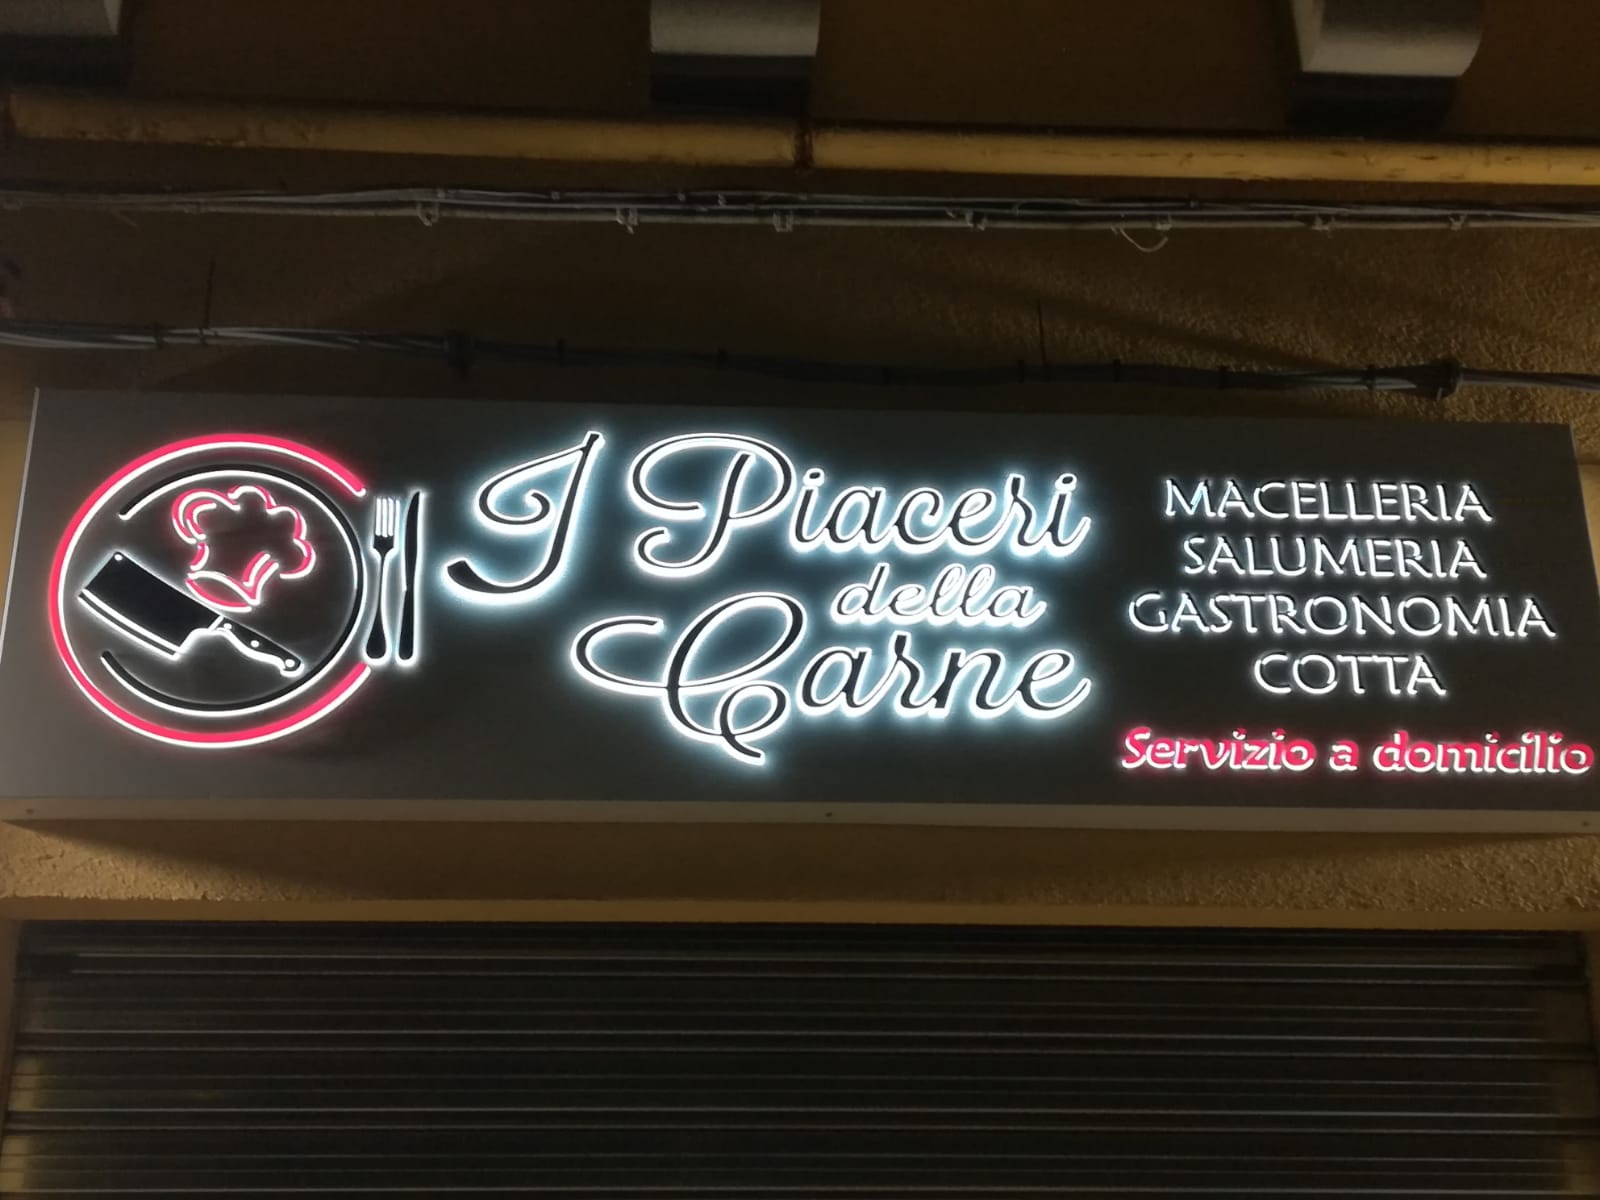 I Piaceri
della
Carne
MACELLERIA
SALUMERIA
GASTRONOMIA
COTTA
Servizio a domicilio